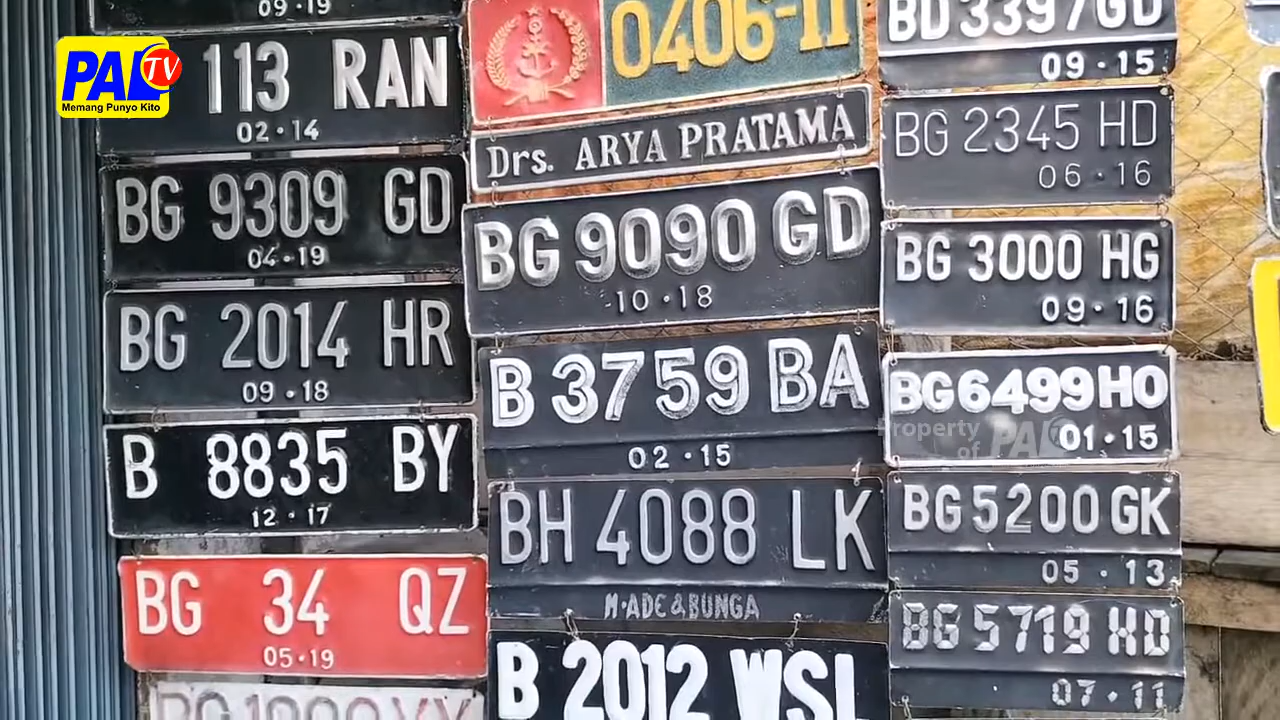 09·19
PAL TV
Memang Punyo Kito
113 RAN
02·14
BG 9309 GD
04·19
BG 2014 HR
09·18
B 8835 BY
12·17
BG 34 QZ
05·19
0406-11
Drs. ARYA PRATAMA
BG 9090 GD
10·18
B 3759 BA
02·15
BH 4088 LK
M·ADE&BUNGA
B 2012 WSL
BD 3397 GD
09·15
BG 2345 HD
06·16
BG 3000 HG
09·16
BG 6499 HO
01·15
Property
of PAL TV
BG 5200 GK
05·13
BG 5719 HD
07·11